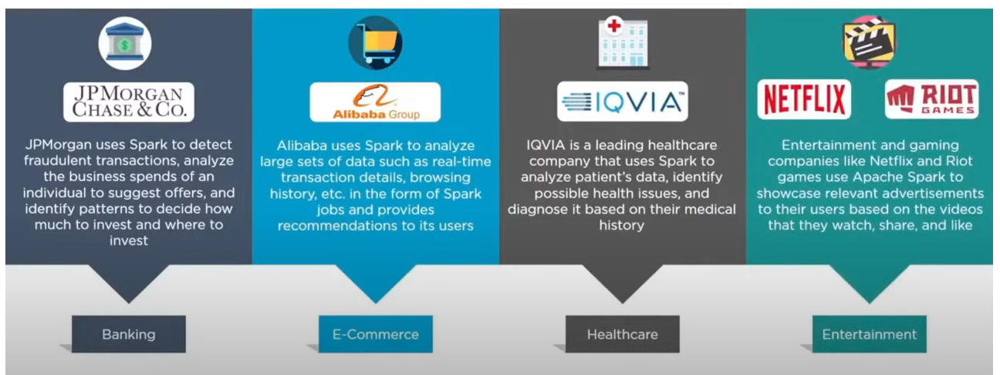 JPMORGAN
CHASE & CO.
JPMorgan uses Spark to detect
fraudulent transactions, analyze
the business spends of an
individual to suggest offers, and
identify patterns to decide how
much to invest and where to
invest
Banking
Alibaba Group
Alibaba uses Spark to analyze
large sets of data such as real-time
transaction details, browsing
history, etc. in the form of Spark
jobs and provides
recommendations to its users
E-Commerce
IQVIA™
IQVIA is a leading healthcare
company that uses Spark to
analyze patient's data, identify
possible health issues, and
diagnose it based on their medical
history
Healthcare
NETFLIX
RIOT
GAMES
Entertainment and gaming
companies like Netflix and Riot
games use Apache Spark to
showcase relevant advertisements
to their users based on the videos
that they watch, share, and like
Entertainment